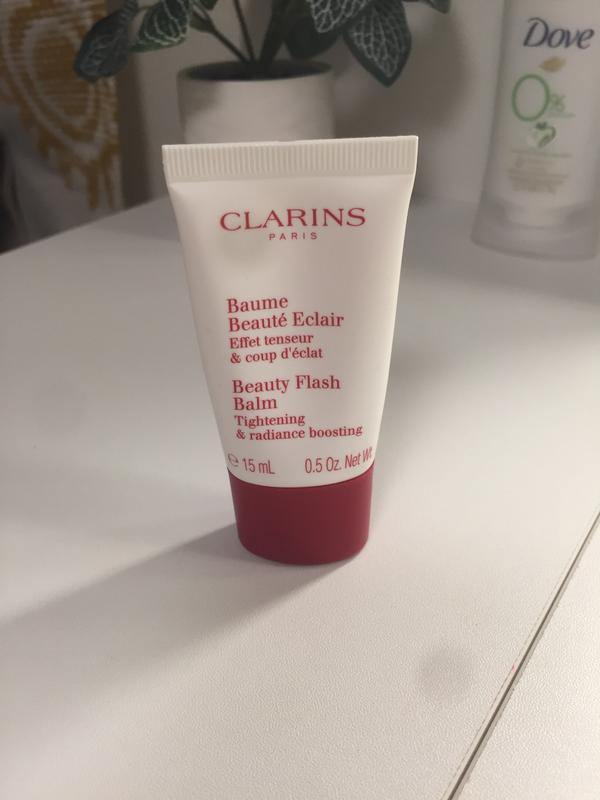 CLARINS
PARIS
Baume
Beauté Eclair
Effet tenseur
& coup d'éclat
Beauty Flash
Balm
Tightening
& radiance boosting
℮ 15 mL 0.5 Oz. Net Wt.
Dove
0%